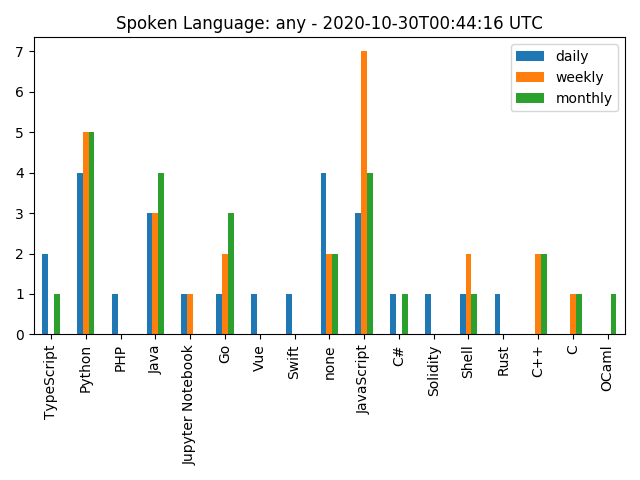 Spoken Language: any - 2020-10-30T00:44:16 UTC
daily
weekly
monthly
7
6
5
4
3
2
1
0
TypeScript
Python
PHP
Java
Jupyter Notebook
Go
Vue
Swift
none
JavaScript
C#
Solidity
Shell
Rust
C++
C
OCaml